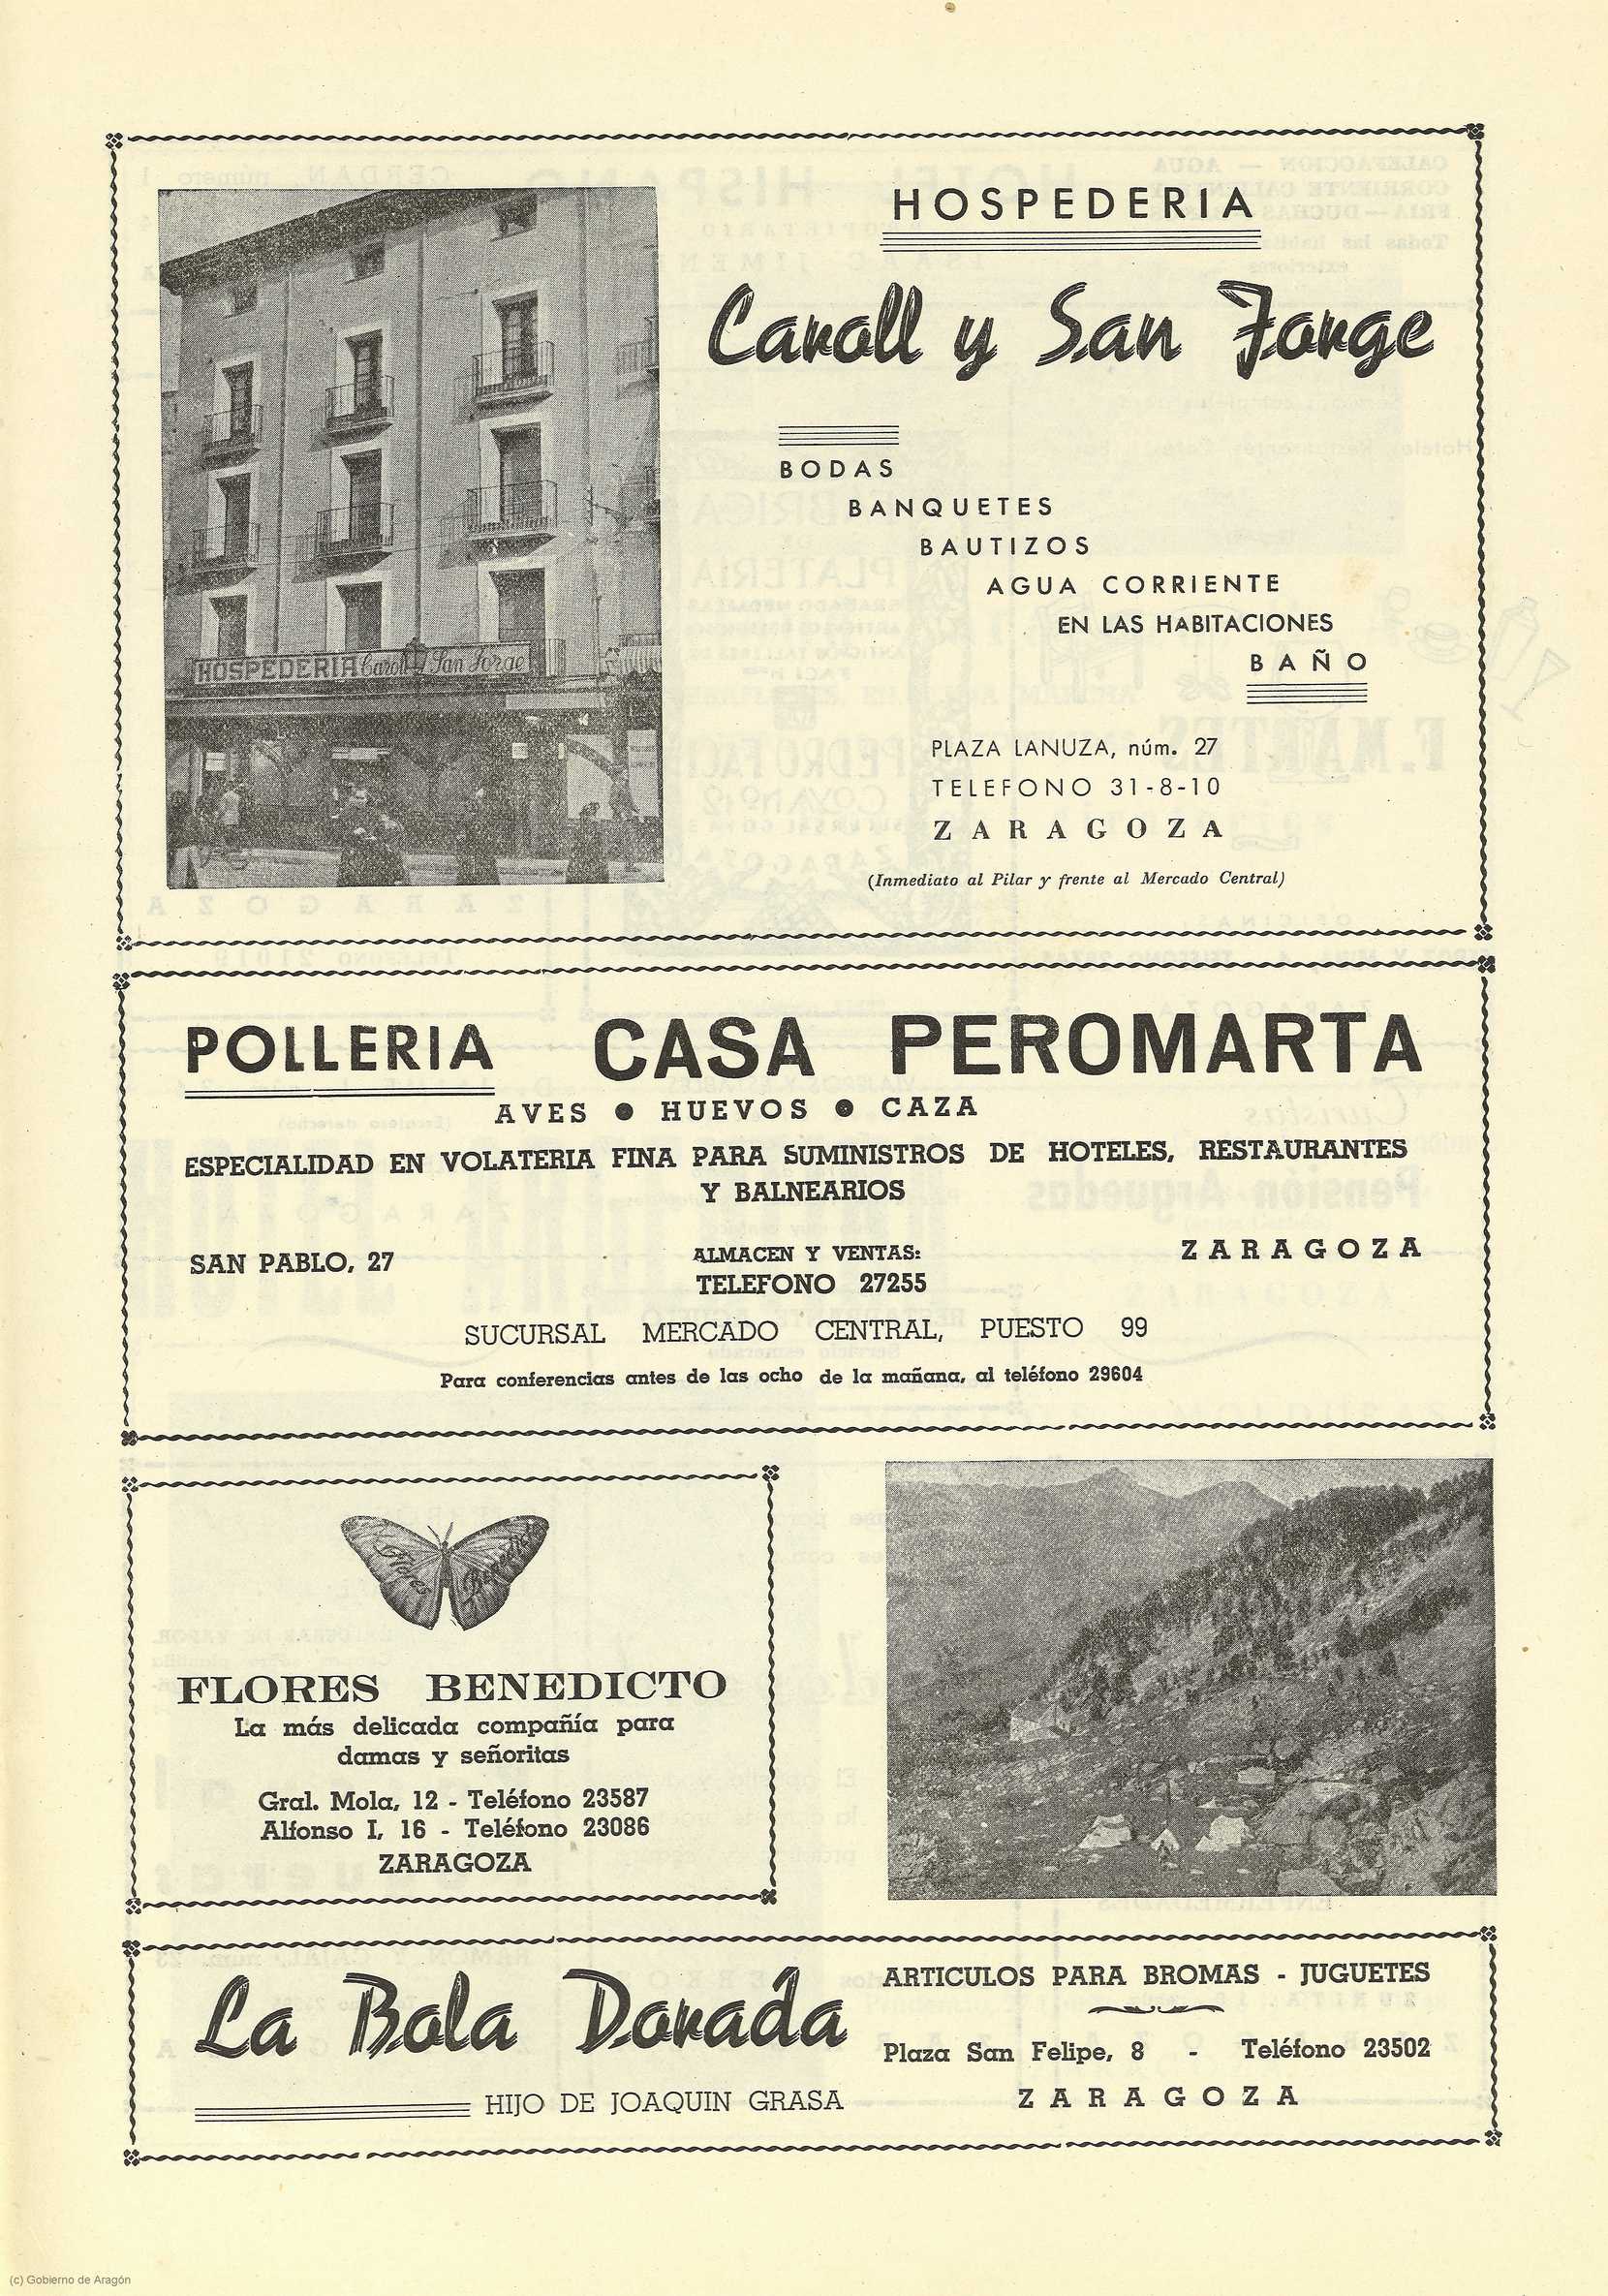 HOSPEDERIA
Caroll y San Jorge
HOSPEDERIA Caroll y San Jorge
BODAS
BANQUETES
BAUTIZOS
AGUA CORRIENTE
EN LAS HABITACIONES
BAÑO
PLAZA LANUZA, núm. 27
TELEFONO 31-8-10
ZARAGOZA
(Inmediato al Pilar y frente al Mercado Central)
POLLERIA CASA PEROMARTA
AVES ● HUEVOS ● CAZA
ESPECIALIDAD EN VOLATERIA FINA PARA SUMINISTROS DE HOTELES, RESTAURANTES
Y BALNEARIOS
SAN PABLO, 27
ALMACEN Y VENTAS:
TELEFONO 27255
ZARAGOZA
SUCURSAL MERCADO CENTRAL, PUESTO 99
Para conferencias antes de las ocho de la mañana, al teléfono 29604
Flores Benedicto
FLORES BENEDICTO
La más delicada compañía para
damas y señoritas
Gral. Mola, 12 - Teléfono 23587
Alfonso I, 16 - Teléfono 23086
ZARAGOZA
La Bola Dorada
HIJO DE JOAQUIN GRASA
ARTICULOS PARA BROMAS - JUGUETES
Plaza San Felipe, 8 - Teléfono 23502
ZARAGOZA
(c) Gobierno de Aragón